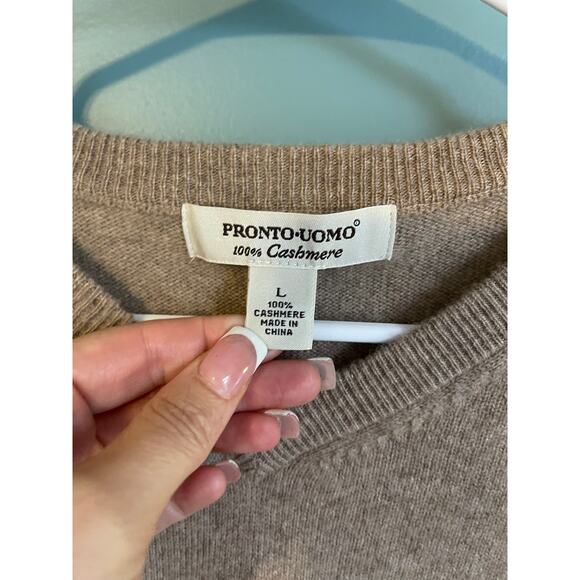 PRONTO•UOMO®
100% Cashmere
L
100%
CASHMERE
MADE IN
CHINA